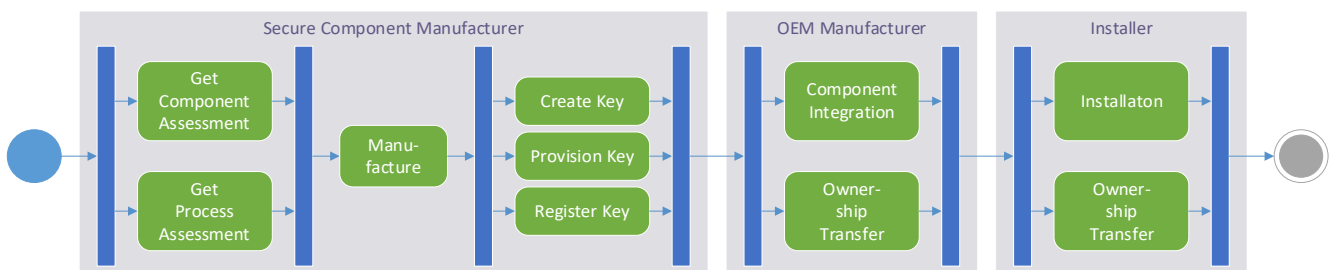 Secure Component Manufacturer
Get
Component
Assessment
Get
Process
Assessment
Manu-
facture
Create Key
Provision Key
Register Key
OEM Manufacturer
Component
Integration
Owner-
ship
Transfer
Installer
Installaton
Owner-
ship
Transfer